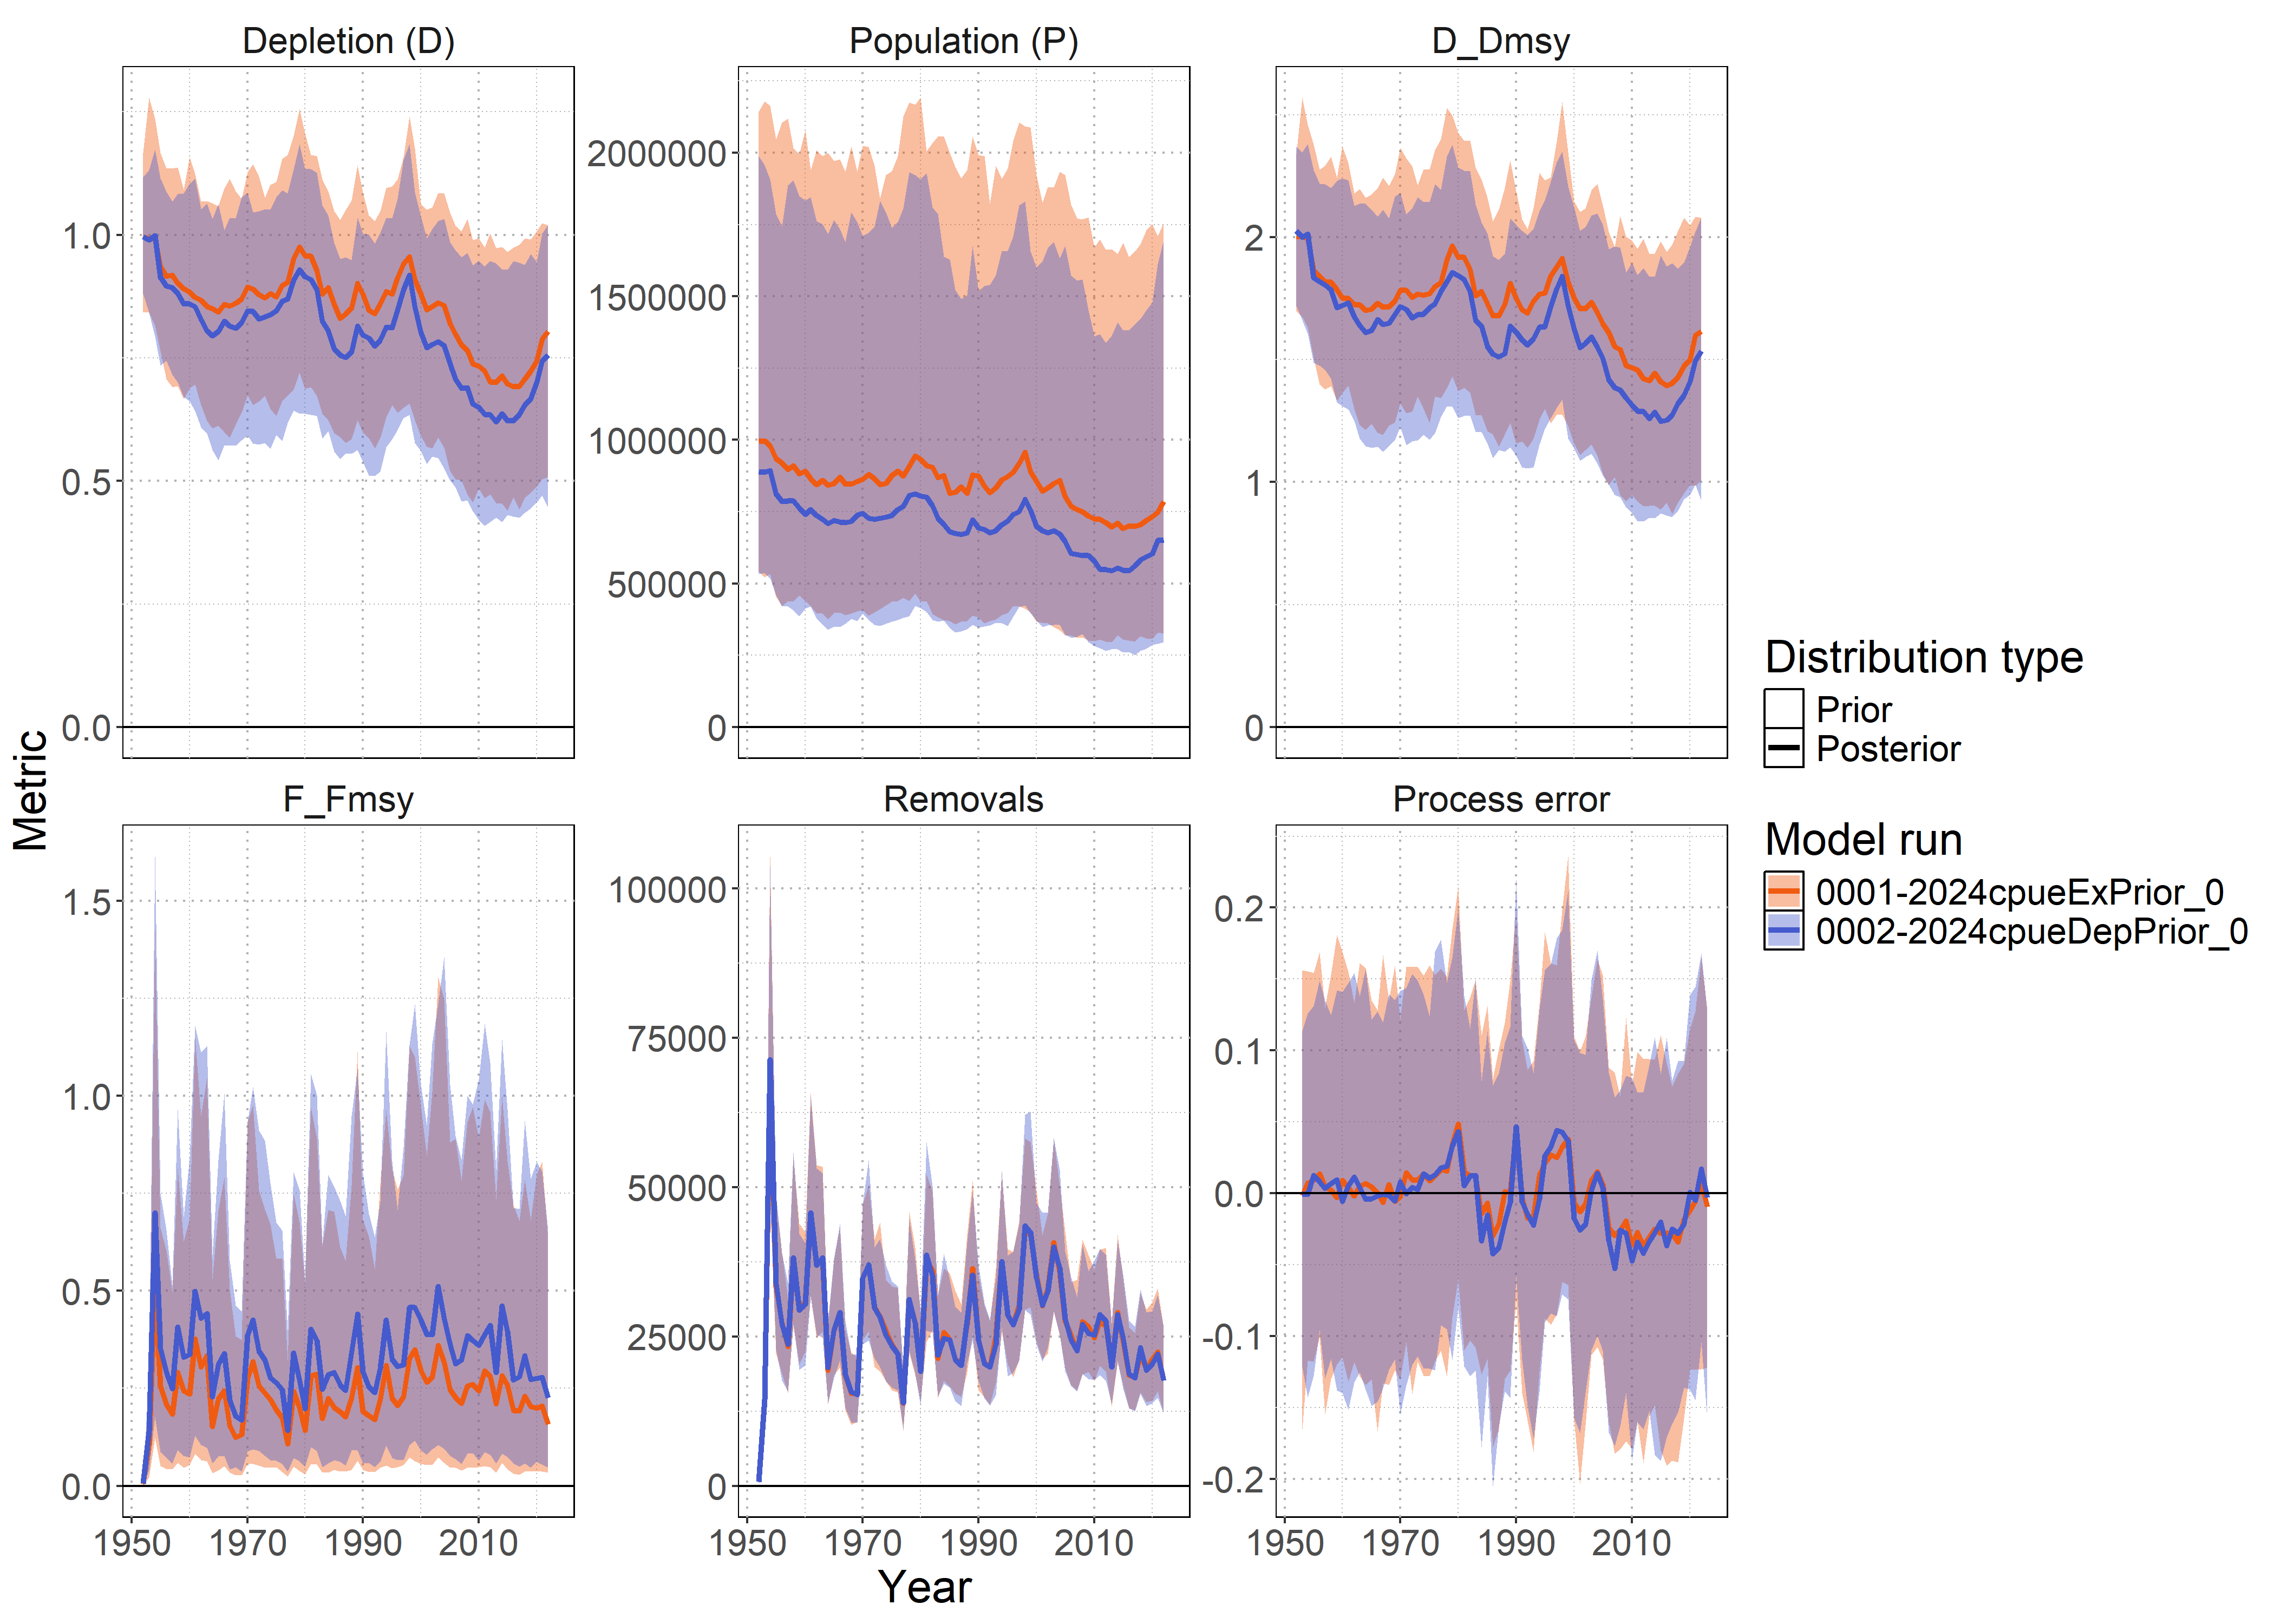 Depletion (D)
Population (P)
D_Dmsy
1.0
0.5
0.0
2000000
1500000
1000000
500000
0
2
1
0
Metric
F_Fmsy
Removals
Process error
1.5
1.0
0.5
0.0
100000
75000
50000
25000
0
0.2
0.1
0.0
-0.1
-0.2
1950 1970 1990 2010
1950 1970 1990 2010
1950 1970 1990 2010
Year
Distribution type
Prior
Posterior
Model run
0001-2024cpueExPrior_0
0002-2024cpueDepPrior_0